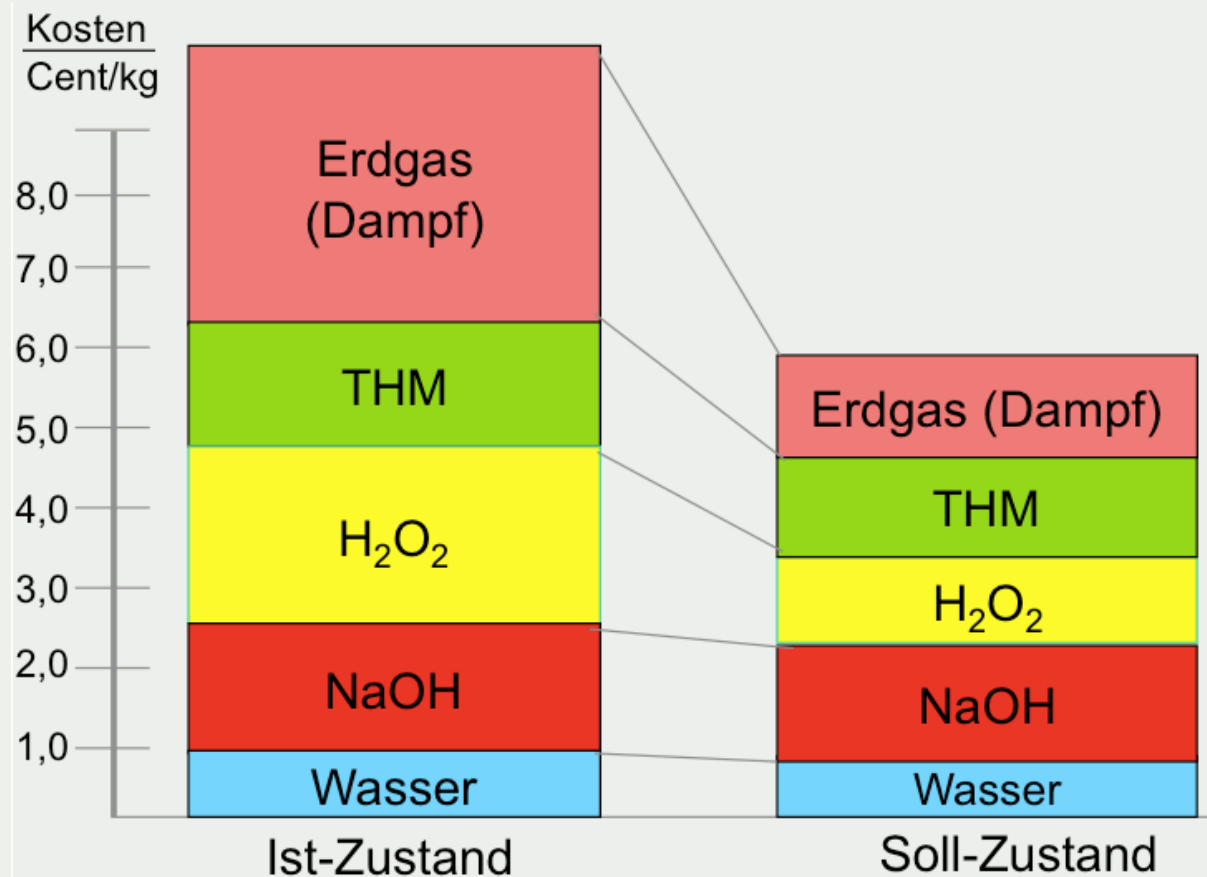 Kosten
Cent/kg
8,0
7,0
6,0
5,0
4,0
3,0
2,0
1,0
Erdgas
(Dampf)
THM
H₂O₂
NaOH
Wasser
Ist-Zustand
Erdgas (Dampf)
THM
H₂O₂
NaOH
Wasser
Soll-Zustand